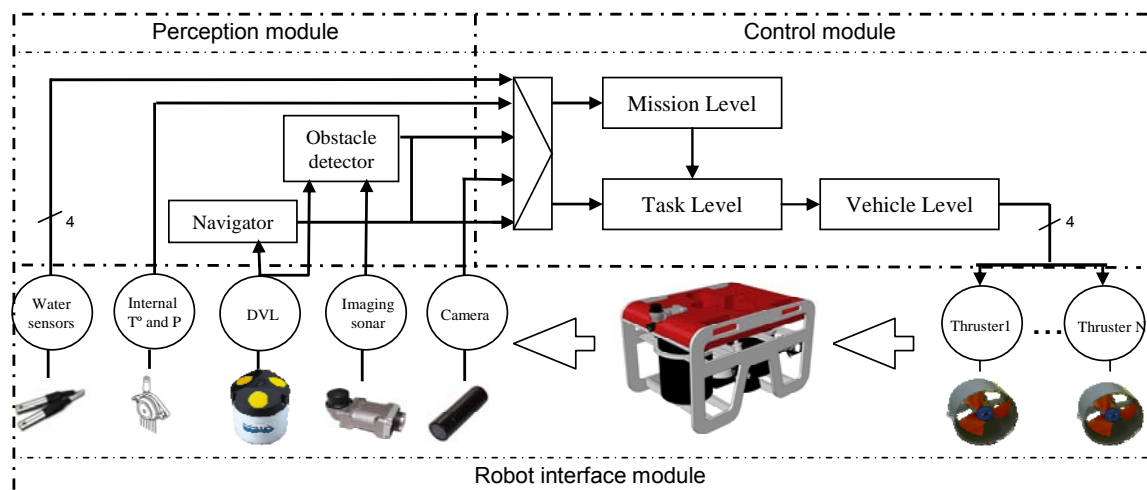 Perception module
Control module
Mission Level
Obstacle
detector
Task Level
Vehicle Level
Navigator
4
4
Water
sensors
Internal
Tº and P
DVL
Imaging
sonar
Camera
Thruster1
...
Thruster N
Robot interface module